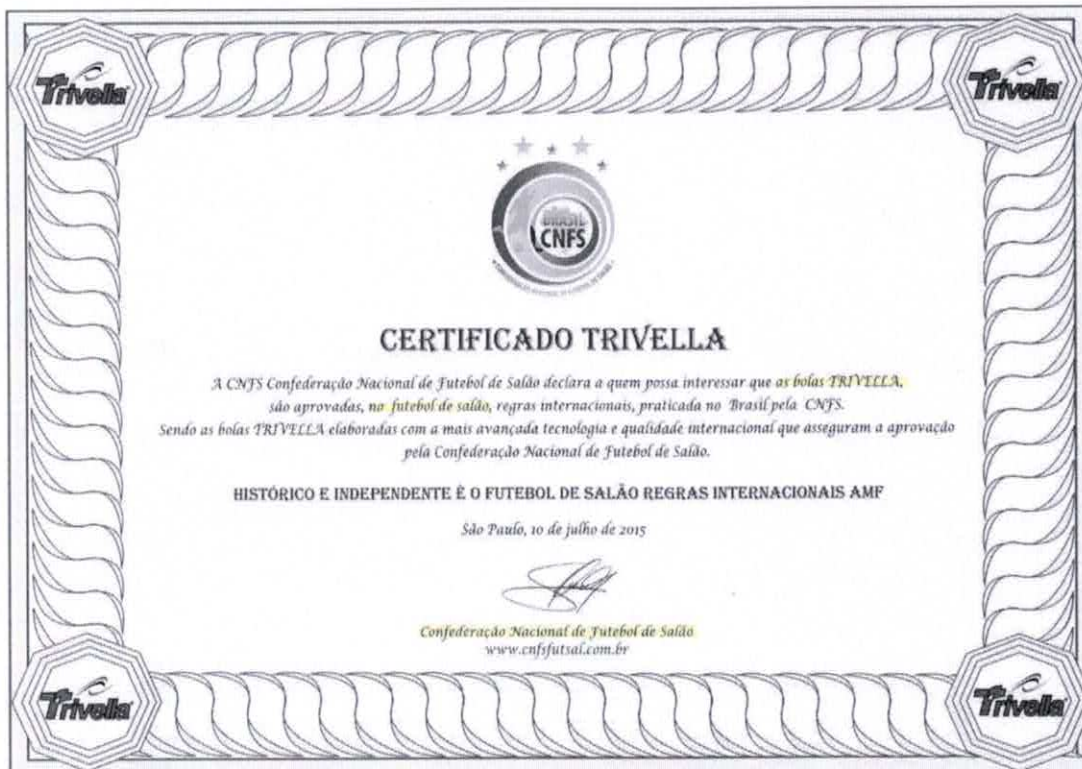 Trivella
Trivella
BRASIL
CNFS
CERTIFICADO TRIVELLA
A CNFS Confederação Nacional de Futebol de Salão declara a quem possa interessar que as bolas TRIVELLA,
são aprovadas, no futebol de salão, regras internacionais, praticada no Brasil pela CNFS.
Sendo as bolas TRIVELLA elaboradas com a mais avançada tecnologia e qualidade internacional que asseguram a aprovação
pela Confederação Nacional de Futebol de Salão.
HISTÓRICO E INDEPENDENTE É O FUTEBOL DE SALÃO REGRAS INTERNACIONAIS AMF
São Paulo, 10 de julho de 2015
Confederação Nacional de Futebol de Salão
www.cnfsfutsal.com.br
Trivella
Trivella